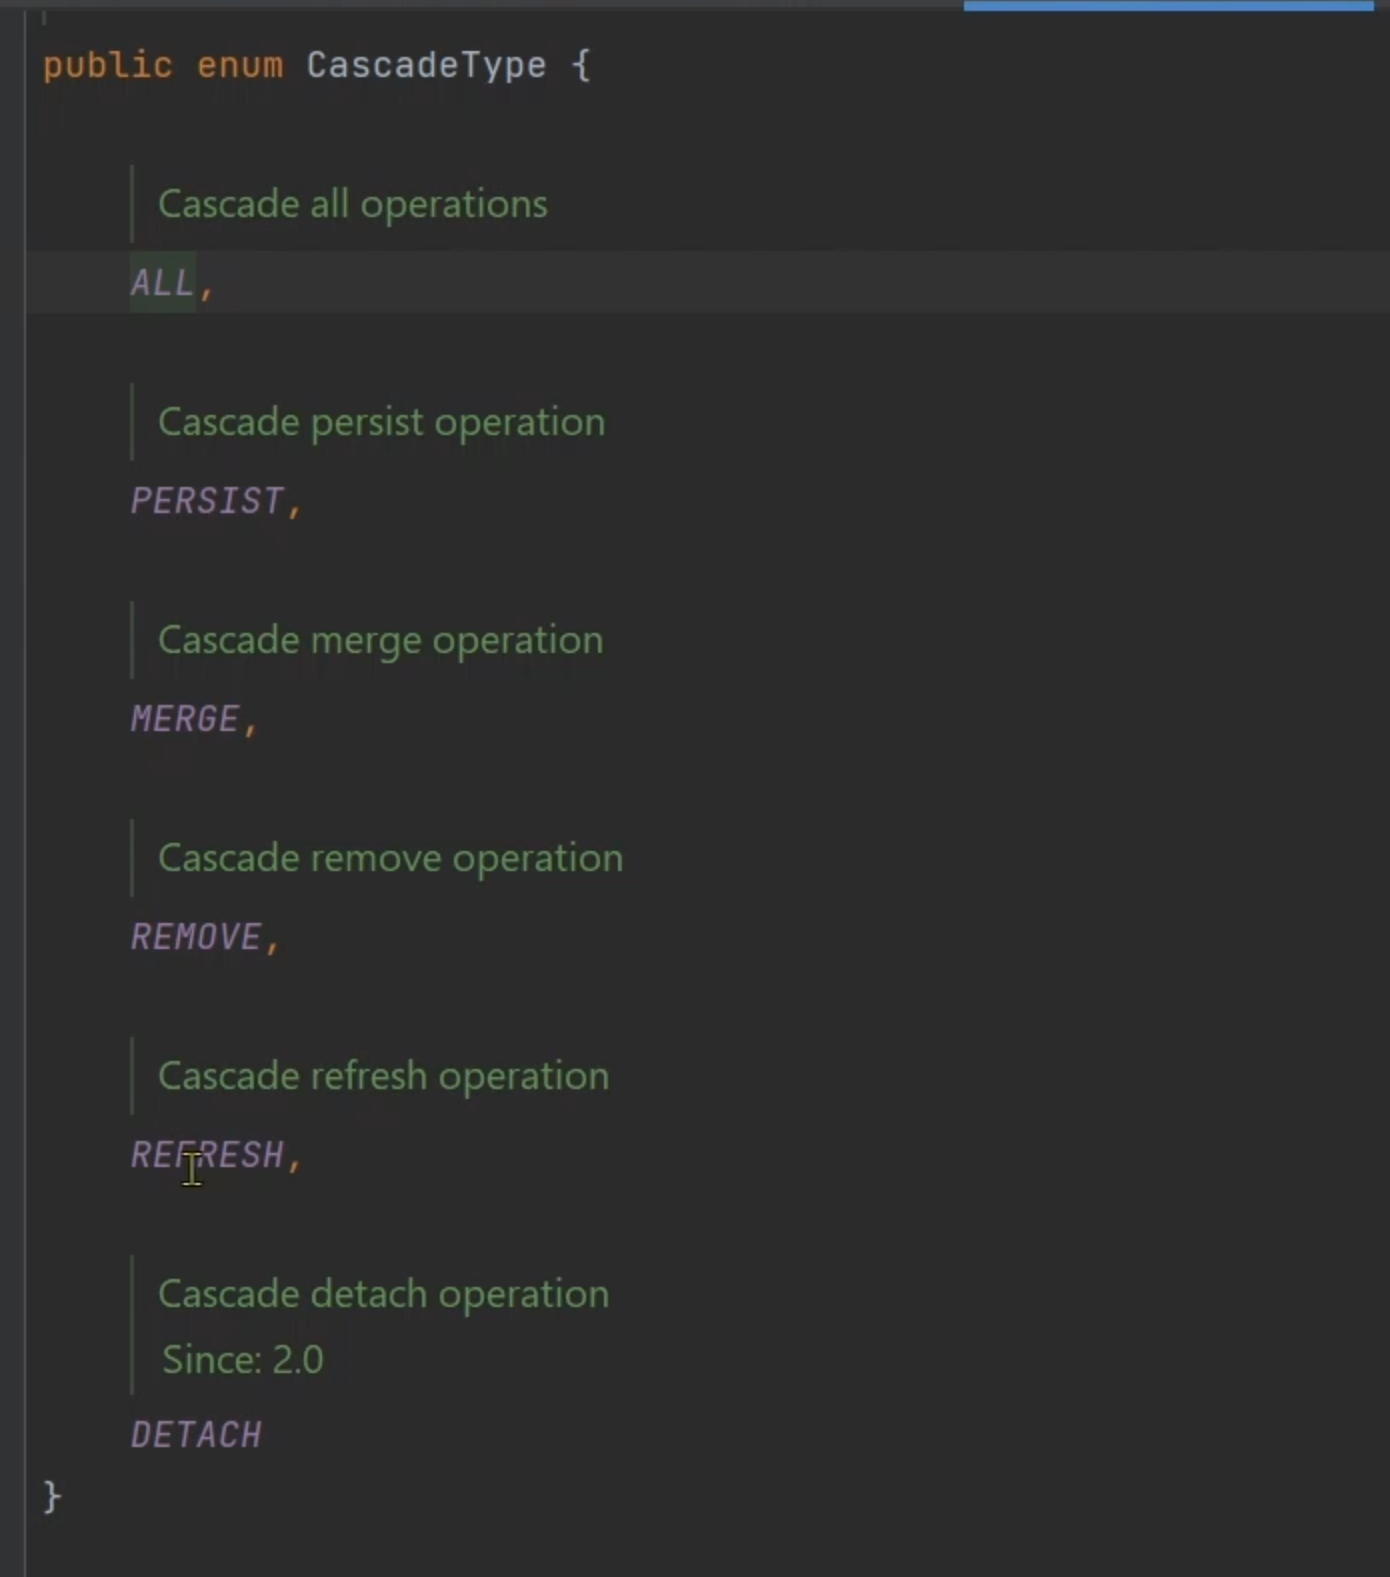 public enum CascadeType {
Cascade all operations
ALL,
Cascade persist operation
PERSIST,
Cascade merge operation
MERGE,
Cascade remove operation
REMOVE,
Cascade refresh operation
REFRESH,
Cascade detach operation
Since: 2.0
DETACH
}